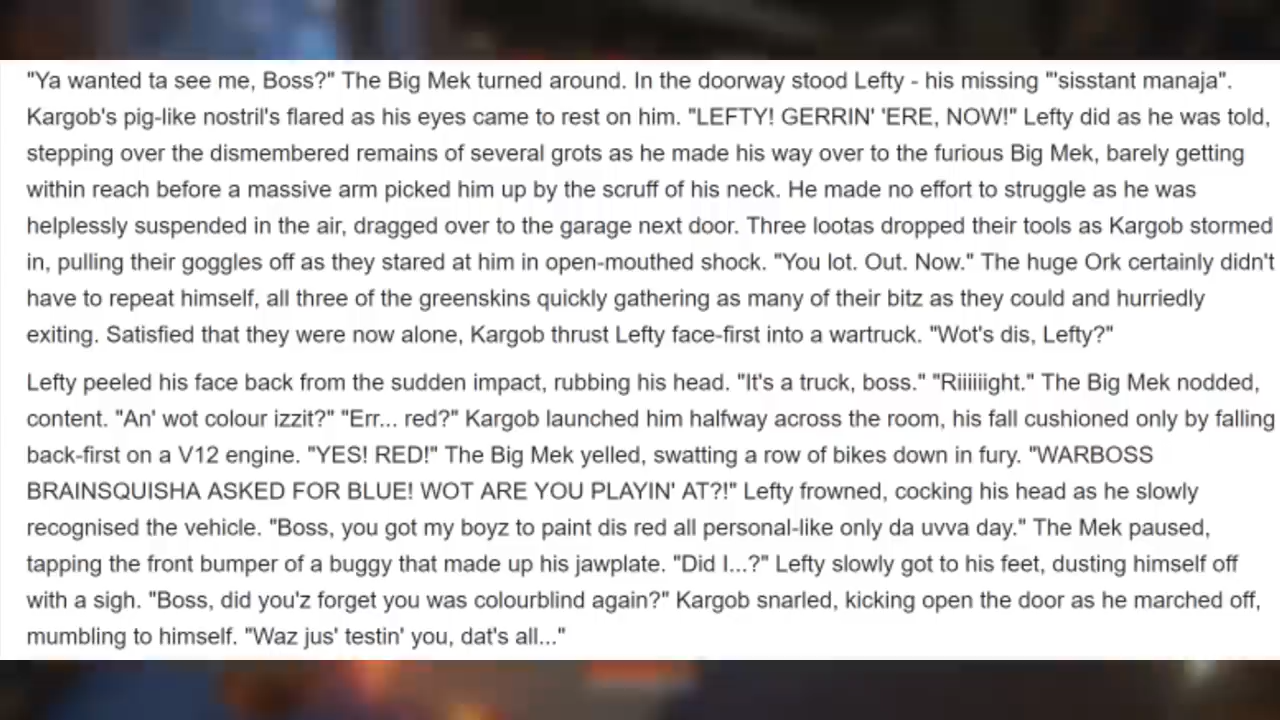 "Ya wanted ta see me, Boss?" The Big Mek turned around. In the doorway stood Lefty - his missing "'sisstant manaja".
Kargob's pig-like nostril's flared as his eyes came to rest on him. "LEFTY! GERRIN' 'ERE, NOW!" Lefty did as he was told,
stepping over the dismembered remains of several grots as he made his way over to the furious Big Mek, barely getting
within reach before a massive arm picked him up by the scruff of his neck. He made no effort to struggle as he was
helplessly suspended in the air, dragged over to the garage next door. Three lootas dropped their tools as Kargob stormed
in, pulling their goggles off as they stared at him in open-mouthed shock. "You lot. Out. Now." The huge Ork certainly didn't
have to repeat himself, all three of the greenskins quickly gathering as many of their bitz as they could and hurriedly
exiting. Satisfied that they were now alone, Kargob thrust Lefty face-first into a wartruck. "Wot's dis, Lefty?"
Lefty peeled his face back from the sudden impact, rubbing his head. "It's a truck, boss." "Riiiiiight." The Big Mek nodded,
content. "An' wot colour izzit?" "Err... red?" Kargob launched him halfway across the room, his fall cushioned only by falling
back-first on a V12 engine. "YES! RED!" The Big Mek yelled, swatting a row of bikes down in fury. "WARBOSS
BRAINSQUISHA ASKED FOR BLUE! WOT ARE YOU PLAYIN' AT?!" Lefty frowned, cocking his head as he slowly
recognised the vehicle. "Boss, you got my boyz to paint dis red all personal-like only da uvva day." The Mek paused,
tapping the front bumper of a buggy that made up his jawplate. "Did I...?" Lefty slowly got to his feet, dusting himself off
with a sigh. "Boss, did you'z forget you was colourblind again?" Kargob snarled, kicking open the door as he marched off,
mumbling to himself. "Waz jus' testin' you, dat's all..."